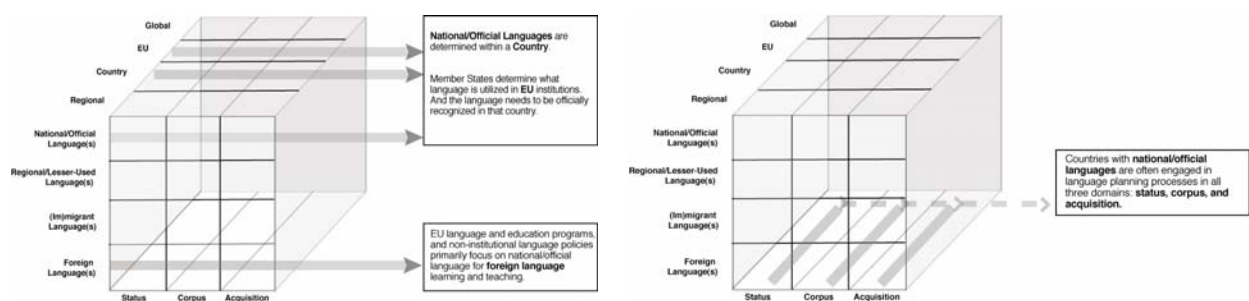 Global
EU
Country
Regional
National/Official
Language(s)
Regional/Lesser-Used
Language(s)
(Im)migrant
Language(s)
Foreign
Language(s)
Status
Corpus
Acquisition
National/Official Languages are
determined within a Country.
Member States determine what
language is utilized in EU institutions.
And the language needs to be officially
recognized in that country.
EU language and education programs,
and non-institutional language policies
primarily focus on national/official
language for foreign language
learning and teaching.
Global
EU
Country
Regional
National/Official
Language(s)
Regional/Lesser-Used
Language(s)
(Im)migrant
Language(s)
Foreign
Language(s)
Status
Corpus
Acquisition
Countries with national/official
languages are often engaged in
language planning processes in all
three domains: status, corpus, and
acquisition.